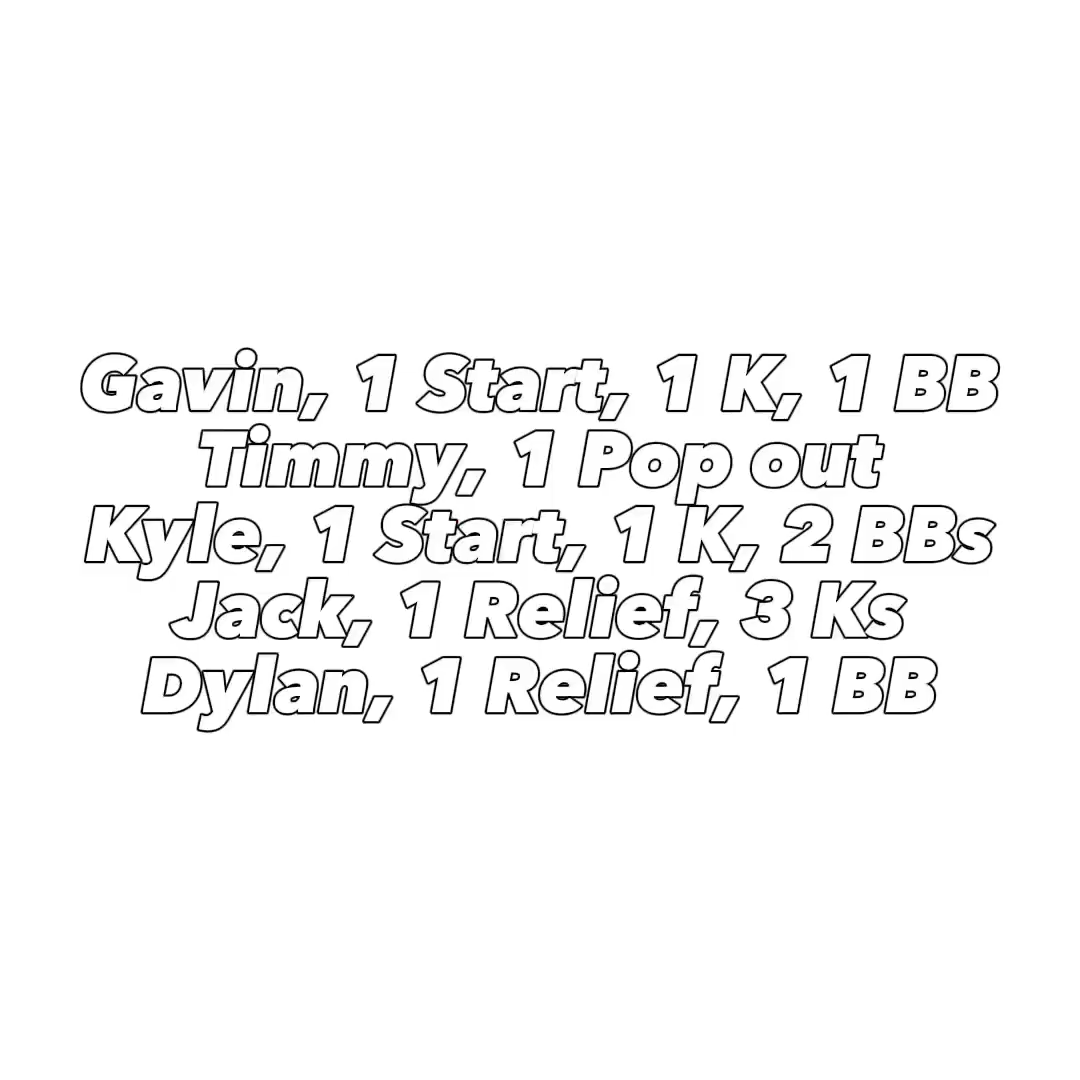 Gavin, 1 Start, 1 K, 1 BB
Timmy, 1 Pop out
Kyle, 1 Start, 1 K, 2 BBs
Jack, 1 Relief, 3 Ks
Dylan, 1 Relief, 1 BB